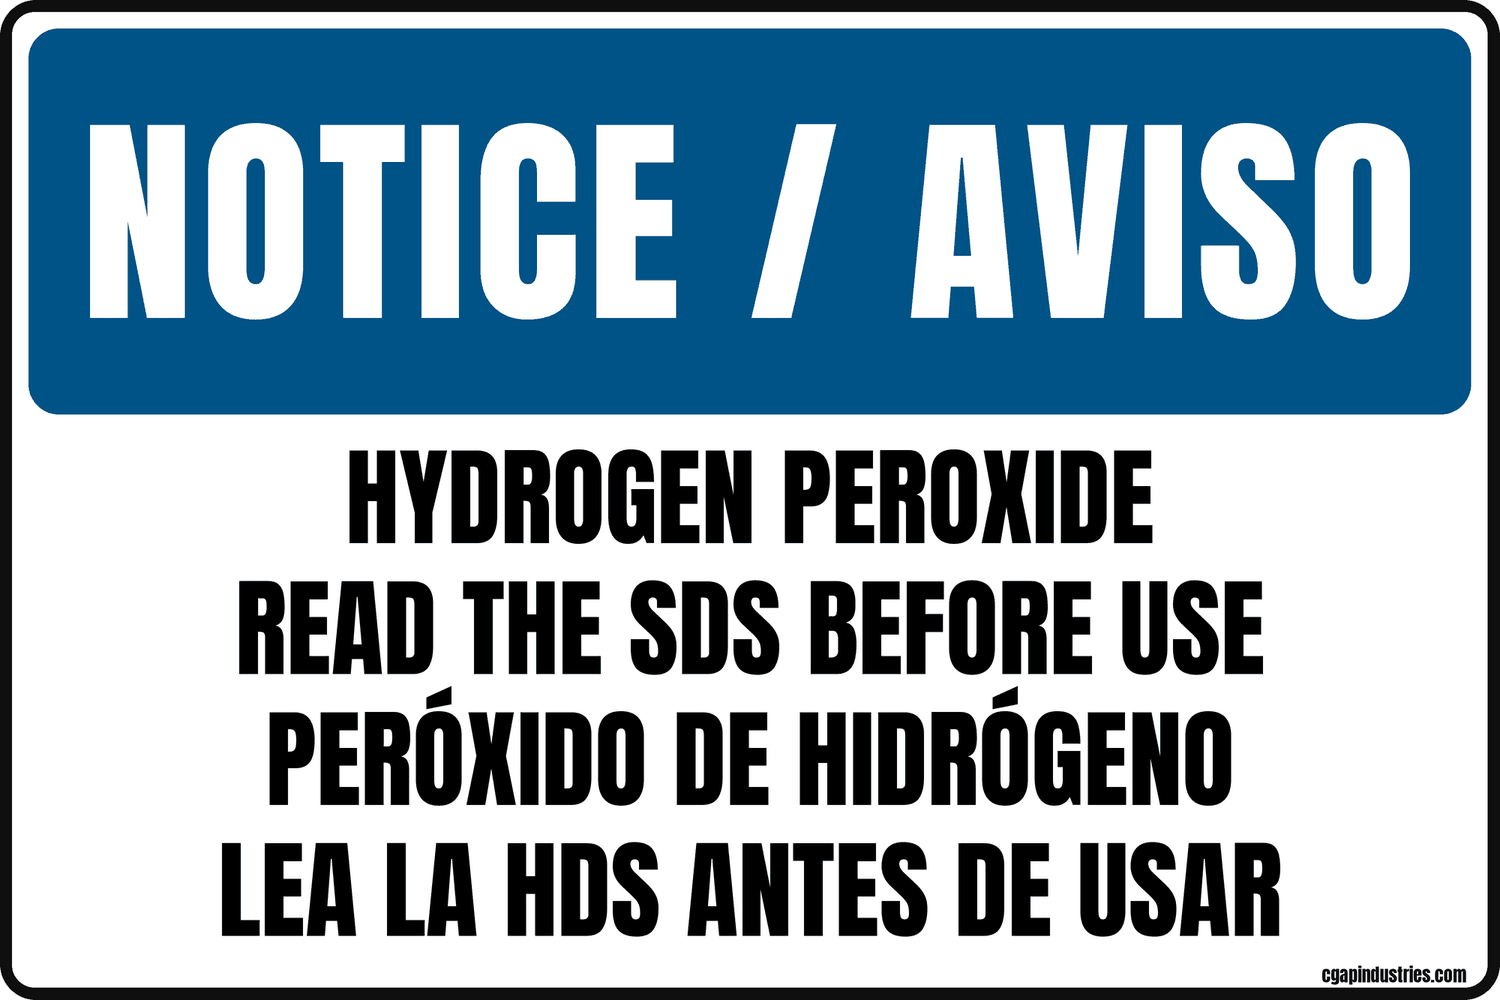 NOTICE / AVISO
HYDROGEN PEROXIDE
READ THE SDS BEFORE USE
PERÓXIDO DE HIDRÓGENO
LEA LA HDS ANTES DE USAR
cgapindustries.com